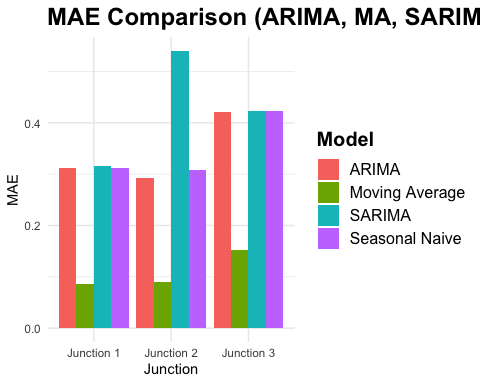 MAE Comparison (ARIMA, MA, SARIM
MAE
0.4
0.2
0.0
Junction 1
Junction 2
Junction 3
Junction
Model
ARIMA
Moving Average
SARIMA
Seasonal Naive